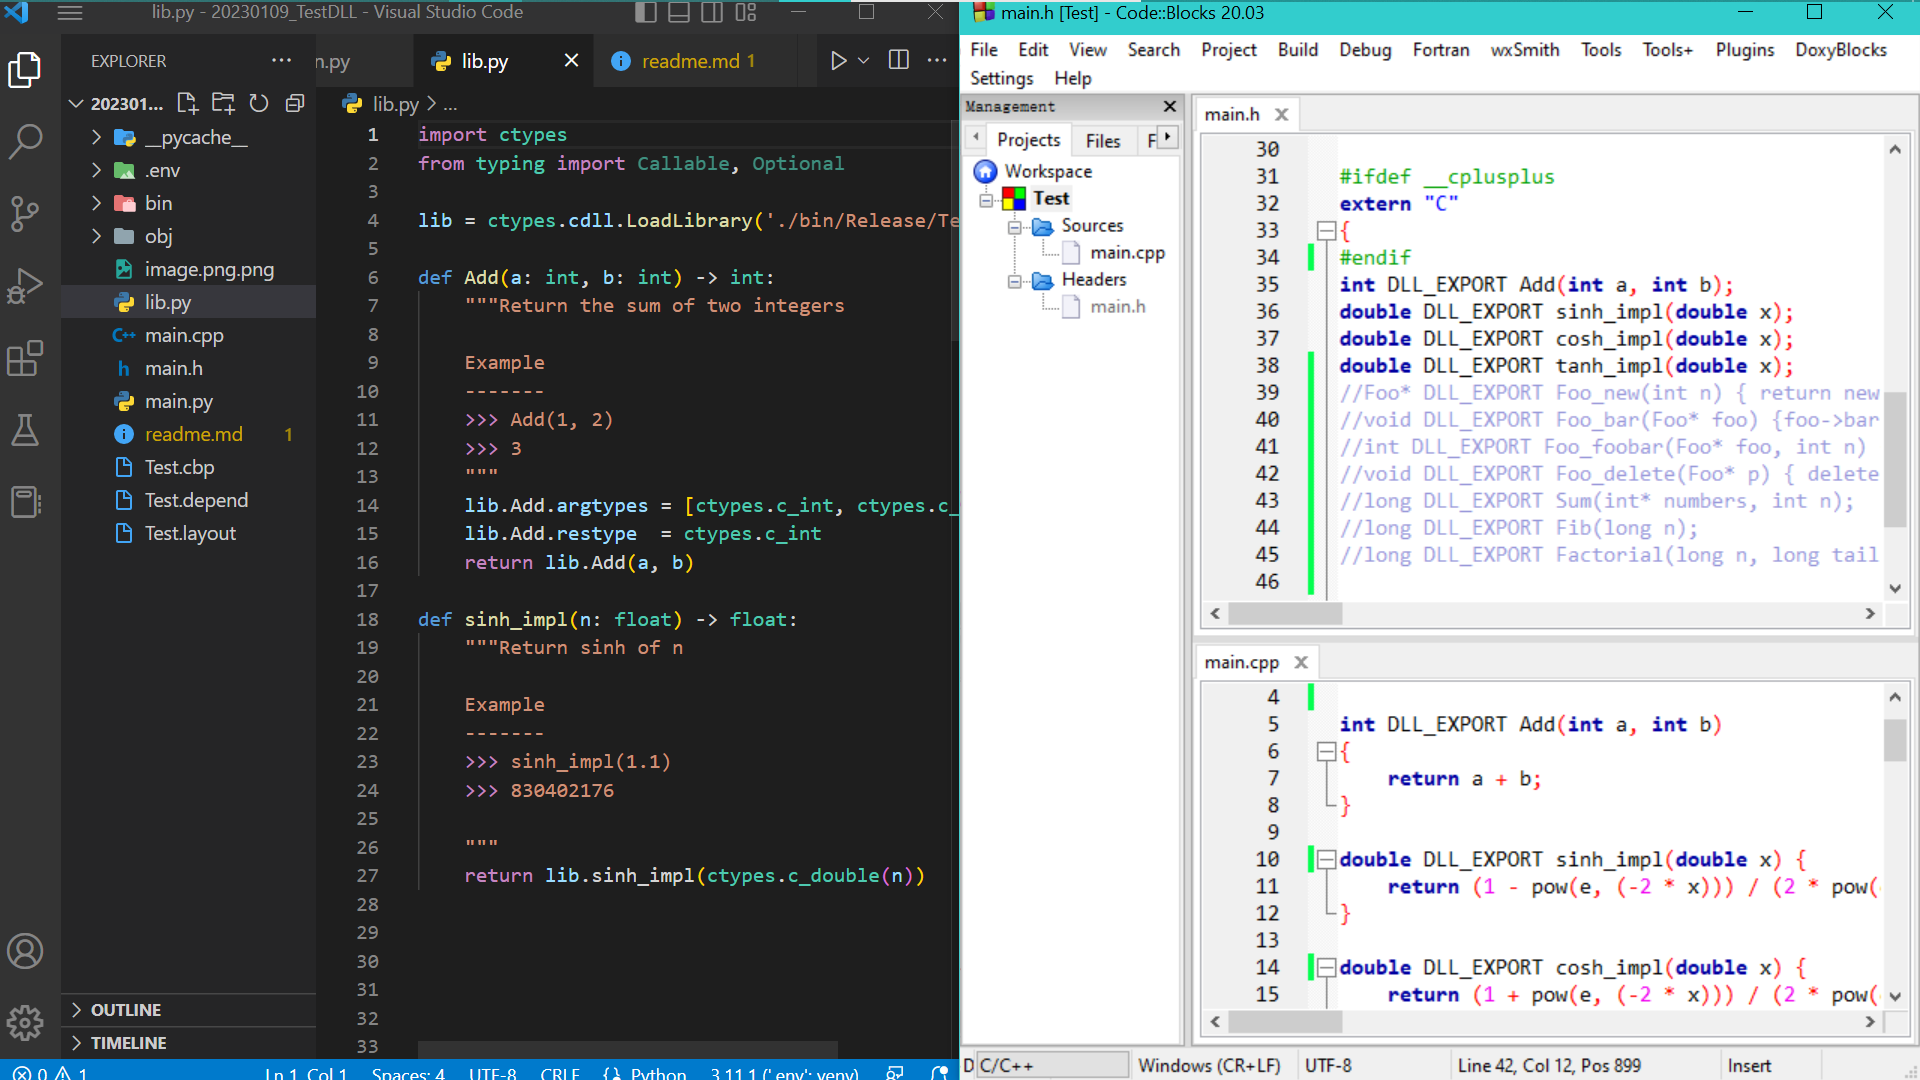 lib.py - 20230109_TestDLL - Visual Studio Code
EXPLORER
202301...
__pycache__
.env
bin
obj
image.png.png
lib.py
main.cpp
main.h
main.py
readme.md 1
Test.cbp
Test.depend
Test.layout
OUTLINE
TIMELINE
n.py
lib.py
readme.md 1
lib.py > ...
1 import ctypes
2 from typing import Callable, Optional
3
4 lib = ctypes.cdll.LoadLibrary('./bin/Release/Te
5
6 def Add(a: int, b: int) -> int:
7 """Return the sum of two integers
8
9 Example
10 -------
11 >>> Add(1, 2)
12 >>> 3
13 """
14 lib.Add.argtypes = [ctypes.c_int, ctypes.c_
15 lib.Add.restype  = ctypes.c_int
16 return lib.Add(a, b)
17
18 def sinh_impl(n: float) -> float:
19 """Return sinh of n
20
21 Example
22 -------
23 >>> sinh_impl(1.1)
24 >>> 830402176
25
26 """
27 return lib.sinh_impl(ctypes.c_double(n))
28
29
30
31
32
33
0 1 Ln 1, Col 1 Spaces: 4 UTF-8 CRLF {} Python 3.11.1 ('.env': venv)
main.h [Test] - Code::Blocks 20.03
File Edit View Search Project Build Debug Fortran wxSmith Tools Tools+ Plugins DoxyBlocks
Settings Help
Management
Projects Files F
Workspace
Test
Sources
main.cpp
Headers
main.h
main.h
30
31 #ifdef __cplusplus
32 extern "C"
33 {
34 #endif
35 int DLL_EXPORT Add(int a, int b);
36 double DLL_EXPORT sinh_impl(double x);
37 double DLL_EXPORT cosh_impl(double x);
38 double DLL_EXPORT tanh_impl(double x);
39 //Foo* DLL_EXPORT Foo_new(int n) { return new
40 //void DLL_EXPORT Foo_bar(Foo* foo) {foo->bar
41 //int DLL_EXPORT Foo_foobar(Foo* foo, int n)
42 //void DLL_EXPORT Foo_delete(Foo* p) { delete
43 //long DLL_EXPORT Sum(int* numbers, int n);
44 //long DLL_EXPORT Fib(long n);
45 //long DLL_EXPORT Factorial(long n, long tail
46
main.cpp
4
5 int DLL_EXPORT Add(int a, int b)
6 {
7 return a + b;
8 }
9
10 double DLL_EXPORT sinh_impl(double x) {
11 return (1 - pow(e, (-2 * x))) / (2 * pow(
12 }
13
14 double DLL_EXPORT cosh_impl(double x) {
15 return (1 + pow(e, (-2 * x))) / (2 * pow(
D C/C++ Windows (CR+LF) UTF-8 Line 42, Col 12, Pos 899 Insert